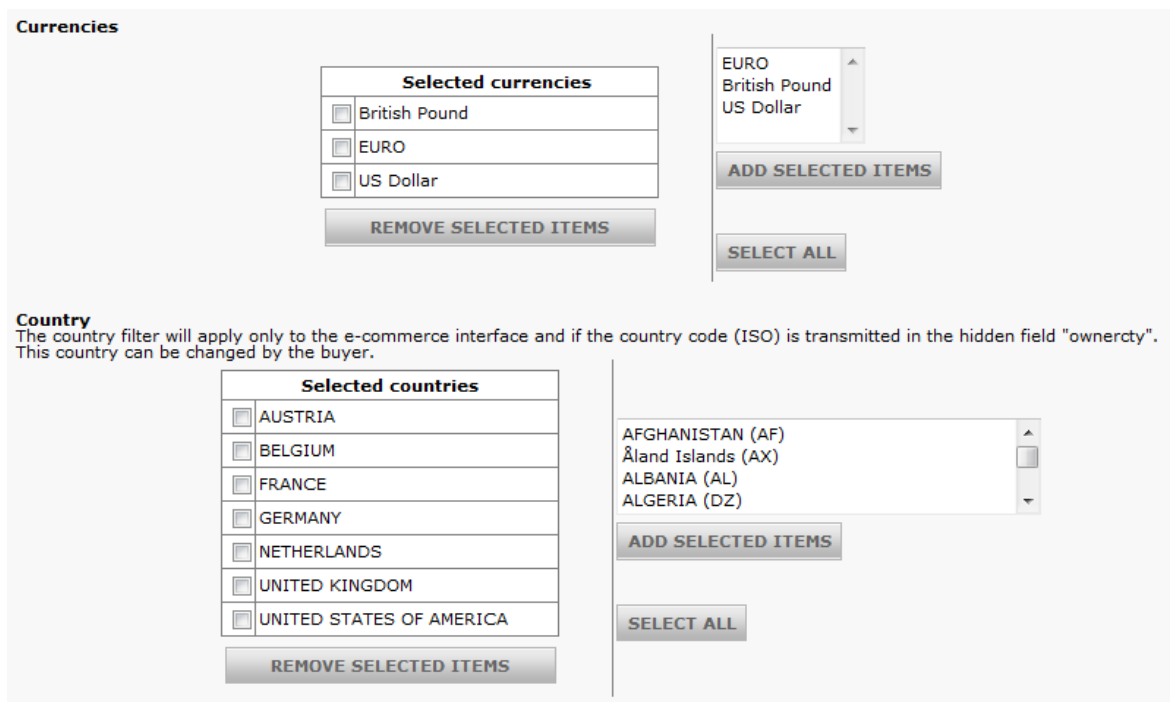 Currencies
Selected currencies
British Pound
EURO
US Dollar
REMOVE SELECTED ITEMS
EURO
British Pound
US Dollar
ADD SELECTED ITEMS
SELECT ALL
Country
The country filter will apply only to the e-commerce interface and if the country code (ISO) is transmitted in the hidden field "ownercty".
This country can be changed by the buyer.
Selected countries
AUSTRIA
BELGIUM
FRANCE
GERMANY
NETHERLANDS
UNITED KINGDOM
UNITED STATES OF AMERICA
REMOVE SELECTED ITEMS
AFGHANISTAN (AF)
Åland Islands (AX)
ALBANIA (AL)
ALGERIA (DZ)
ADD SELECTED ITEMS
SELECT ALL